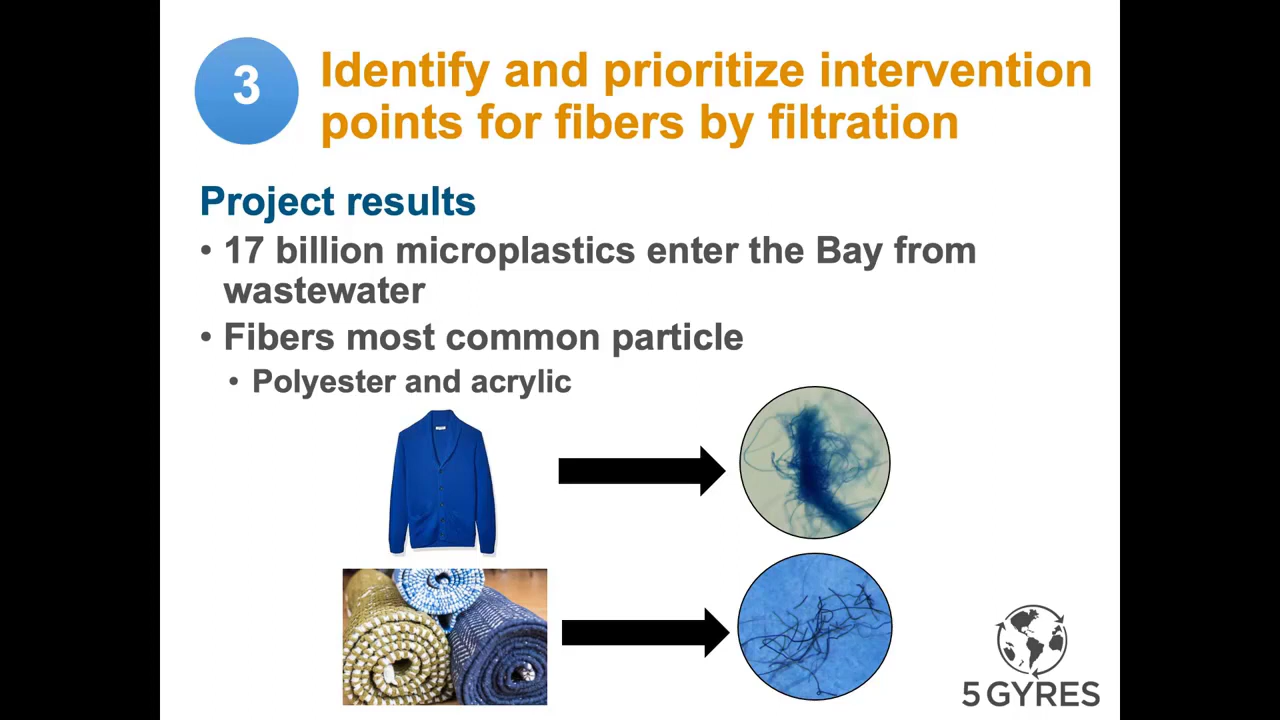 3
Identify and prioritize intervention
points for fibers by filtration
Project results
• 17 billion microplastics enter the Bay from
wastewater
• Fibers most common particle
• Polyester and acrylic
5 GYRES